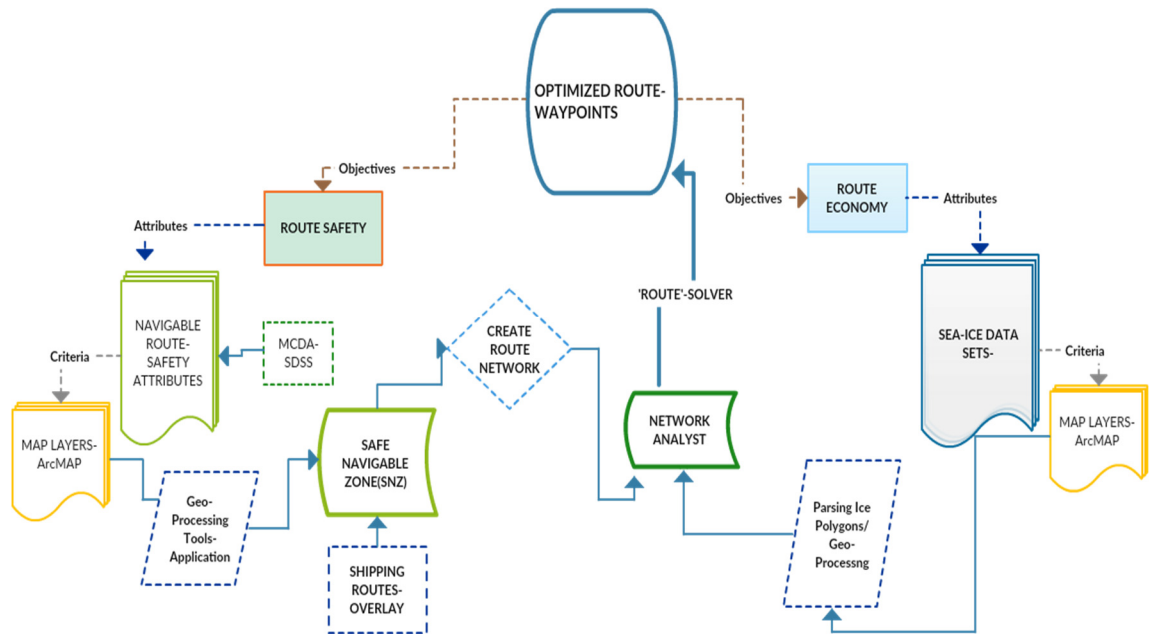 OPTIMIZED ROUTE-
WAYPOINTS
Objectives
ROUTE SAFETY
Attributes
NAVIGABLE
ROUTE-
SAFETY
ATTRIBUTES
MCDA-
SDSS
Criteria
MAP LAYERS-
ArcMAP
Geo-
Processing
Tools-
Application
SAFE
NAVIGABLE
ZONE(SNZ)
SHIPPING
ROUTES-
OVERLAY
CREATE
ROUTE
NETWORK
'ROUTE'-SOLVER
NETWORK
ANALYST
Objectives
ROUTE
ECONOMY
Attributes
SEA-ICE DATA
SETS-
Criteria
MAP LAYERS-
ArcMAP
Parsing Ice
Polygons/
Geo-
Processng